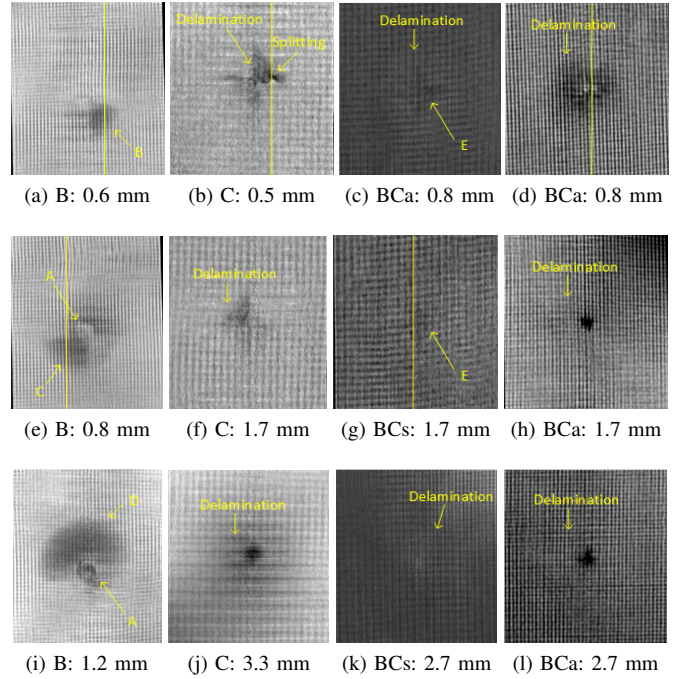 Delamination
Splitting
B
Delamination
E
Delamination
(a) B: 0.6 mm
(b) C: 0.5 mm
(c) BCa: 0.8 mm
(d) BCa: 0.8 mm
A
C
Delamination
E
Delamination
(e) B: 0.8 mm
(f) C: 1.7 mm
(g) BCs: 1.7 mm
(h) BCa: 1.7 mm
D
A
Delamination
Delamination
Delamination
(i) B: 1.2 mm
(j) C: 3.3 mm
(k) BCs: 2.7 mm
(l) BCa: 2.7 mm